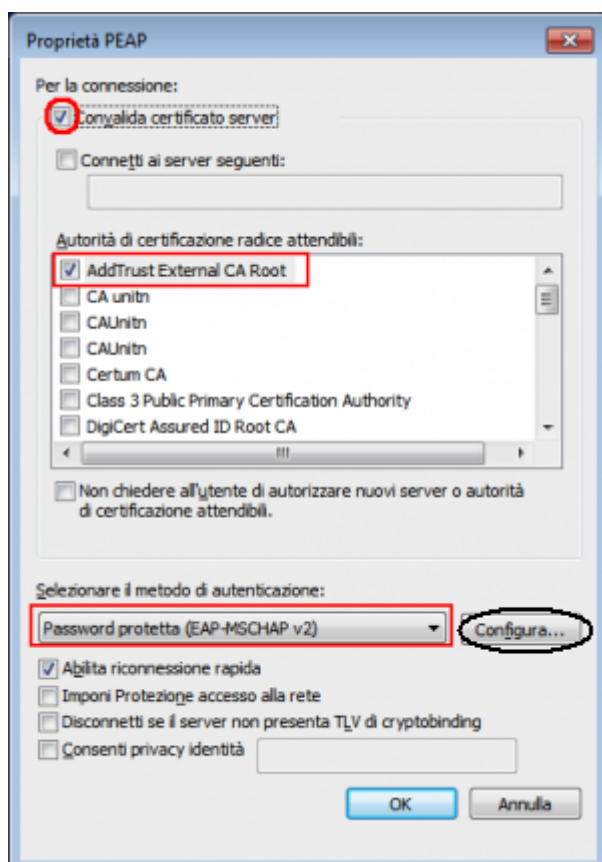 Proprietà PEAP
Per la connessione:
Convalida certificato server
Connetti ai server seguenti:
Autorità di certificazione radice attendibili:
AddTrust External CA Root
CA unitn
CAUnitn
CAUnitn
Certum CA
Class 3 Public Primary Certification Authority
DigiCert Assured ID Root CA
Non chiedere all'utente di autorizzare nuovi server o autorità
di certificazione attendibili.
Selezionare il metodo di autenticazione:
Password protetta (EAP-MSCHAP v2) Configura...
Abilita riconnessione rapida
Imponi Protezione accesso alla rete
Disconnetti se il server non presenta TLV di cryptobinding
Consenti privacy identità
OK Annulla